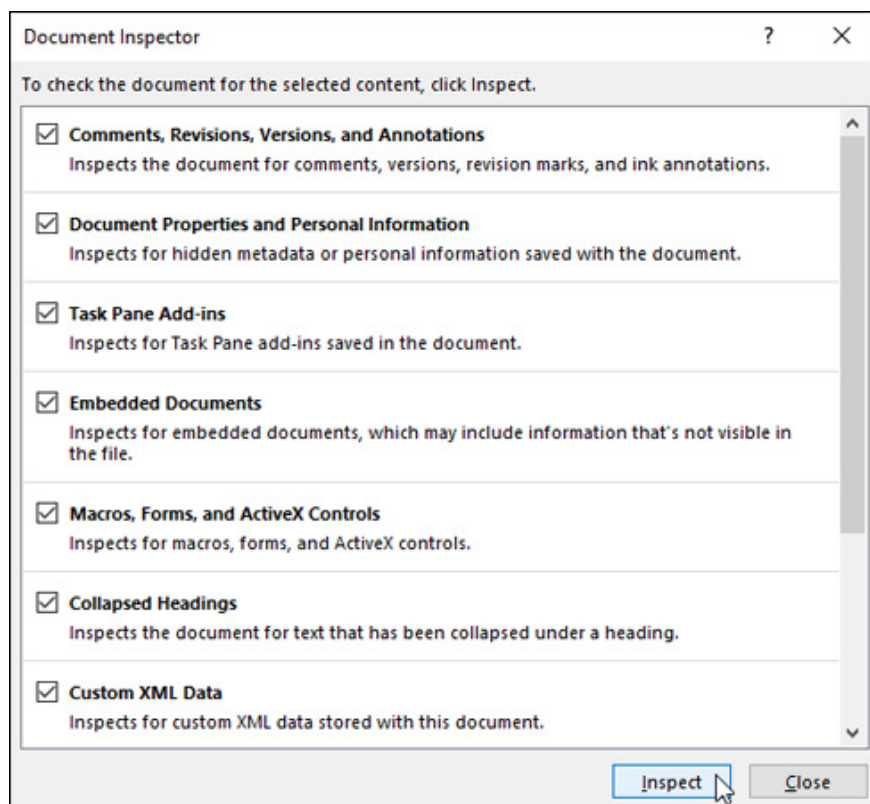 Document Inspector ?
To check the document for the selected content, click Inspect.
Comments, Revisions, Versions, and Annotations
Inspects the document for comments, versions, revision marks, and ink annotations.
Document Properties and Personal Information
Inspects for hidden metadata or personal information saved with the document.
Task Pane Add-ins
Inspects for Task Pane add-ins saved in the document.
Embedded Documents
Inspects for embedded documents, which may include information that's not visible in
the file.
Macros, Forms, and ActiveX Controls
Inspects for macros, forms, and ActiveX controls.
Collapsed Headings
Inspects the document for text that has been collapsed under a heading.
Custom XML Data
Inspects for custom XML data stored with this document.
Inspect Close